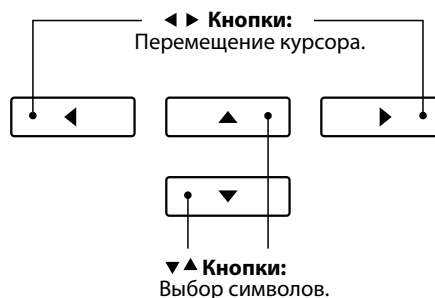 ◀ ▶ Кнопки:
Перемещение курсора.
◀
▲
▶
▼
▼▲ Кнопки:
Выбор символов.